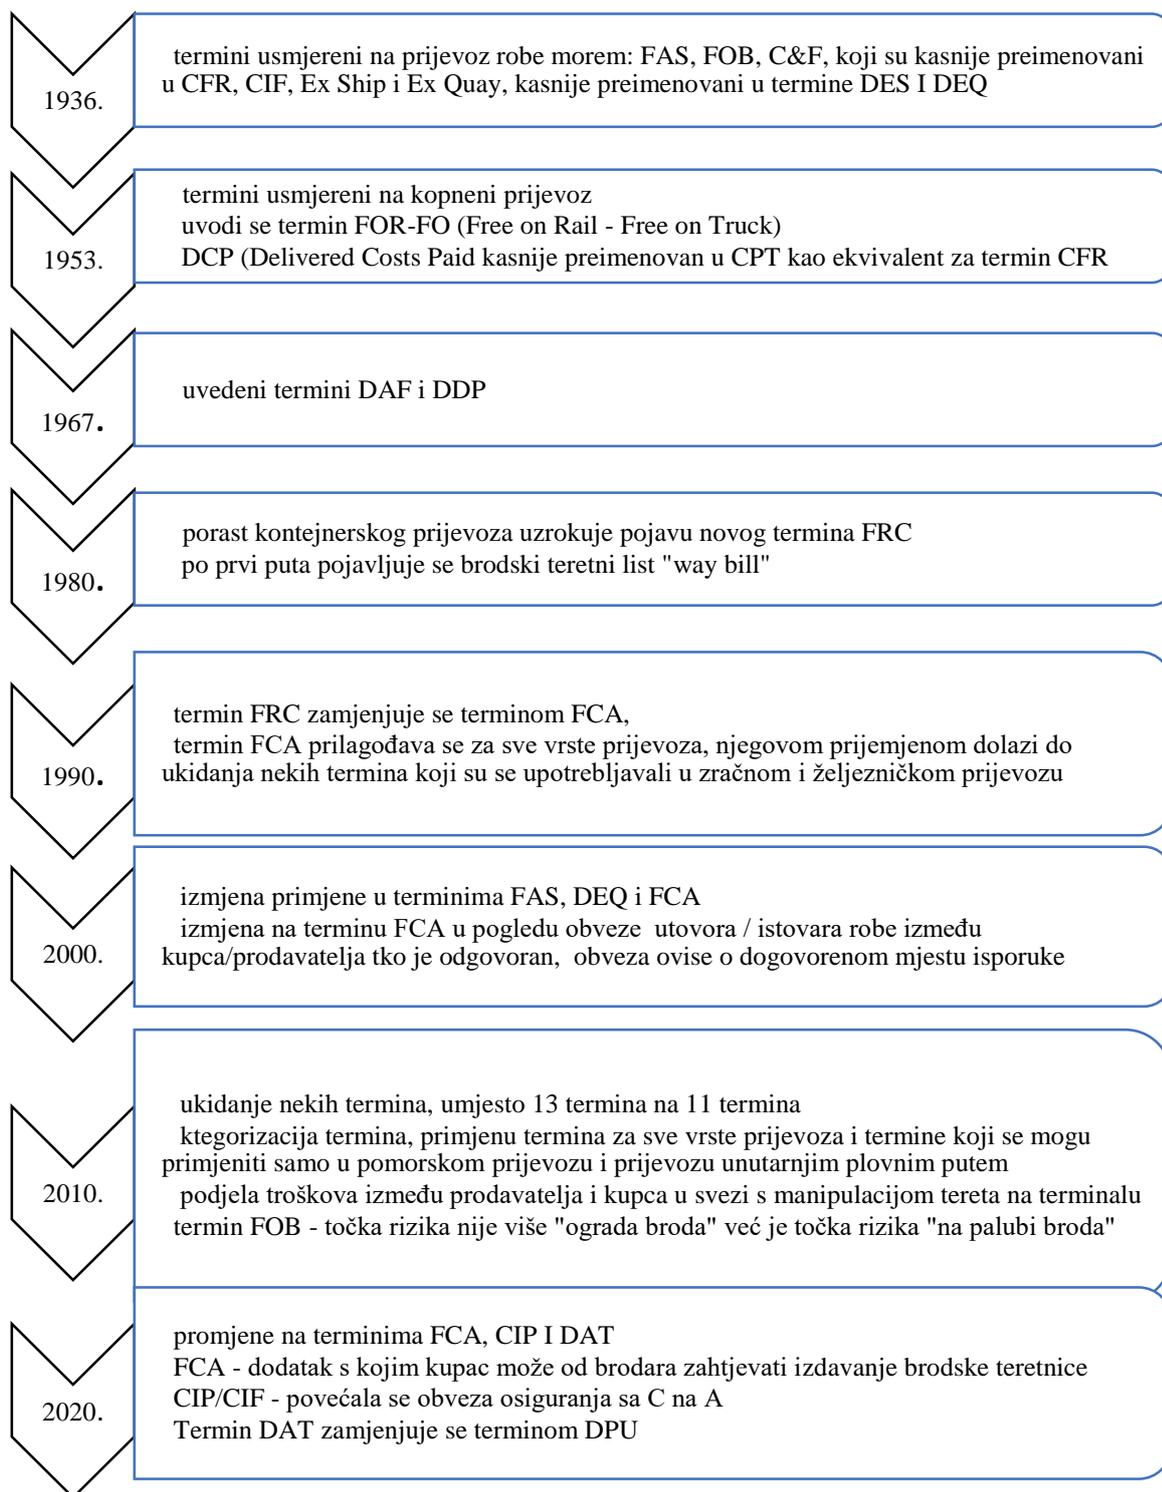 1936.
termini usmjereni na prijevoz robe morem: FAS, FOB, C&F, koji su kasnije preimenovani
u CFR, CIF, Ex Ship i Ex Quay, kasnije preimenovani u termine DES I DEQ
1953.
termini usmjereni na kopneni prijevoz
uvodi se termin FOR-FO (Free on Rail - Free on Truck)
DCP (Delivered Costs Paid kasnije preimenovan u CPT kao ekvivalent za termin CFR
1967.
uvedeni termini DAF i DDP
1980.
porast kontejnerskog prijevoza uzrokuje pojavu novog termina FRC
po prvi puta pojavljuje se brodski teretni list "way bill"
1990.
termin FRC zamjenjuje se terminom FCA,
termin FCA prilagođava se za sve vrste prijevoza, njegovom prijemjenom dolazi do
ukidanja nekih termina koji su se upotrebljavali u zračnom i željezničkom prijevozu
2000.
izmjena primjene u terminima FAS, DEQ i FCA
izmjena na terminu FCA u pogledu obveze utovora / istovara robe između
kupca/prodavatelja tko je odgovoran, obveza ovise o dogovorenom mjestu isporuke
2010.
ukidanje nekih termina, umjesto 13 termina na 11 termina
ktegorizacija termina, primjenu termina za sve vrste prijevoza i termine koji se mogu
primjeniti samo u pomorskom prijevozu i prijevozu unutarnjim plovnim putem
podjela troškova između prodavatelja i kupca u svezi s manipulacijom tereta na terminalu
termin FOB - točka rizika nije više "ograda broda" već je točka rizika "na palubi broda"
2020.
promjene na terminima FCA, CIP I DAT
FCA - dodatak s kojim kupac može od brodara zahtjevati izdavanje brodske teretnice
CIP/CIF - povećala se obveza osiguranja sa C na A
Termin DAT zamjenjuje se terminom DPU